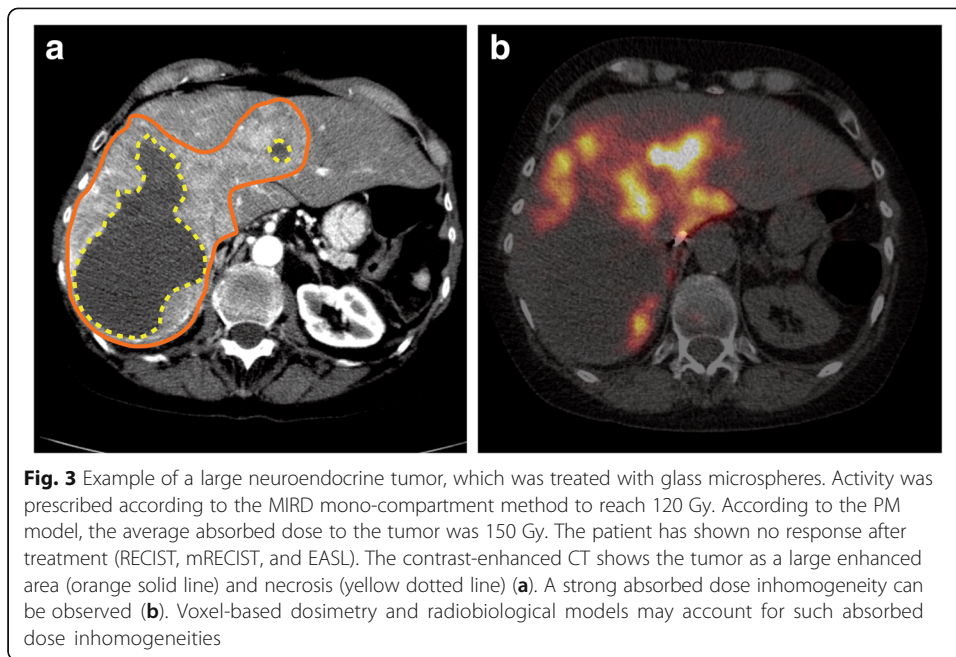 a
b
Fig. 3 Example of a large neuroendocrine tumor, which was treated with glass microspheres. Activity was
prescribed according to the MIRD mono-compartment method to reach 120 Gy. According to the PM
model, the average absorbed dose to the tumor was 150 Gy. The patient has shown no response after
treatment (RECIST, mRECIST, and EASL). The contrast-enhanced CT shows the tumor as a large enhanced
area (orange solid line) and necrosis (yellow dotted line) (a). A strong absorbed dose inhomogeneity can
be observed (b). Voxel-based dosimetry and radiobiological models may account for such absorbed
dose inhomogeneities